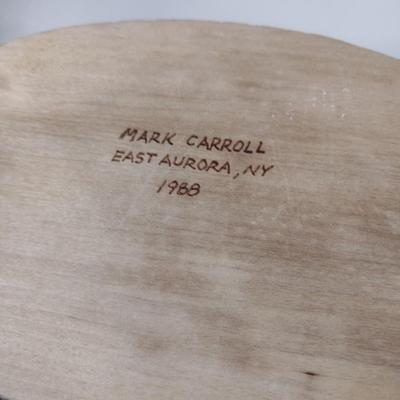 MARK CARROLL
EAST AURORA, NY
1988